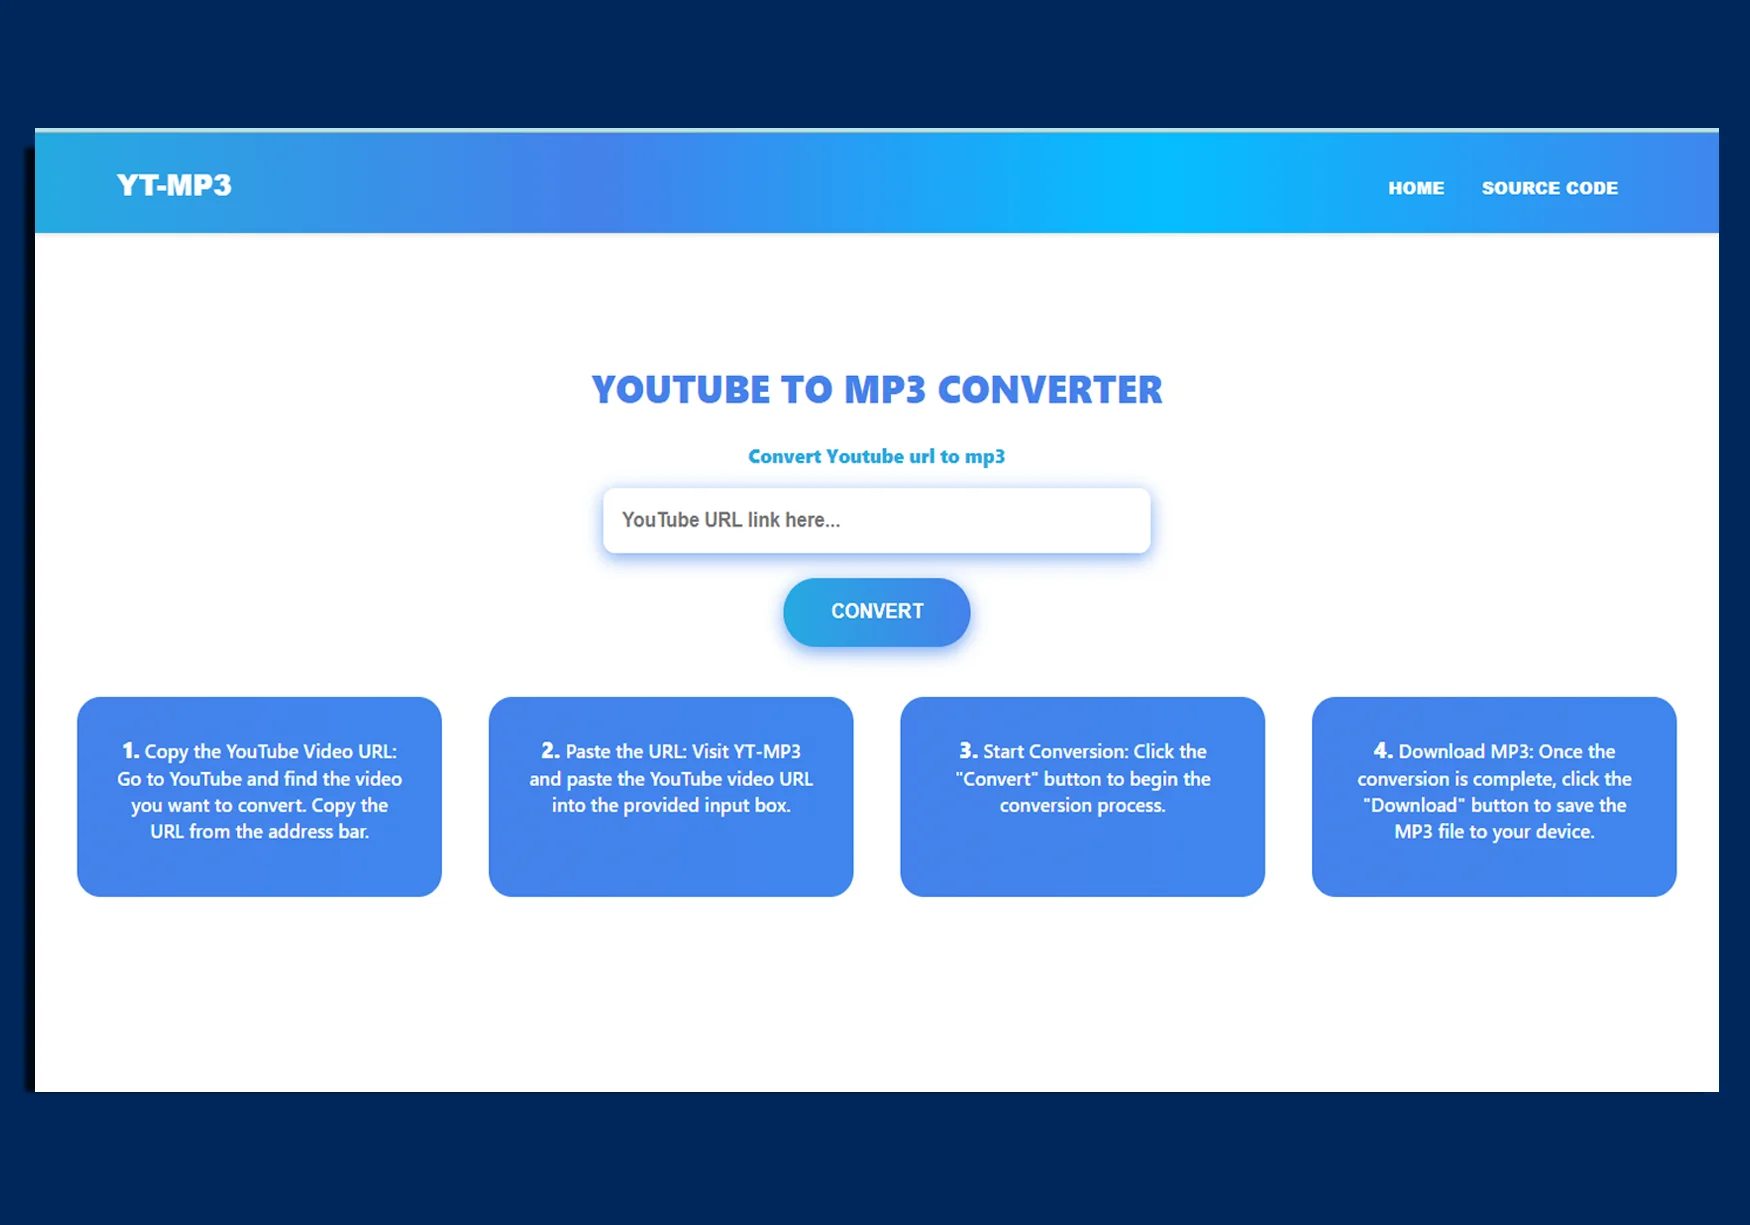 YT-MP3
HOME
SOURCE CODE
YOUTUBE TO MP3 CONVERTER
Convert Youtube url to mp3
YouTube URL link here...
CONVERT
1. Copy the YouTube Video URL:
Go to YouTube and find the video
you want to convert. Copy the
URL from the address bar.
2. Paste the URL: Visit YT-MP3
and paste the YouTube video URL
into the provided input box.
3. Start Conversion: Click the
"Convert" button to begin the
conversion process.
4. Download MP3: Once the
conversion is complete, click the
"Download" button to save the
MP3 file to your device.